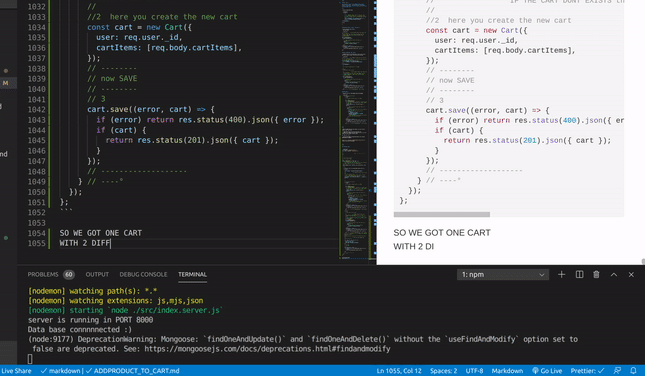 1032 //
1033 //2  here you create the new cart
1034 const cart = new Cart({
1035 user: req.user._id,
1036 cartItems: [req.body.cartItems],
1037 });
1038 // --------
1039 // now SAVE
1040 // --------
1041 // 3
1042 cart.save((error, cart) => {
1043 if (error) return res.status(400).json({ error });
1044 if (cart) {
1045 return res.status(201).json({ cart });
1046 }
1047 });
1048 // -------------------
1049 } // ----"
1050 });
1051 };
1052 ```
1053
1054 SO WE GOT ONE CART
1055 WITH 2 DIFF
//
//2  here you create the new cart
const cart = new Cart({
user: req.user._id,
cartItems: [req.body.cartItems],
});
// --------
// now SAVE
// --------
// 3
cart.save((error, cart) => {
if (error) return res.status(400).json({ er
if (cart) {
return res.status(201).json({ cart });
}
});
// -------------------
} // ----"
});
};
SO WE GOT ONE CART
WITH 2 DI
PROBLEMS 60 OUTPUT DEBUG CONSOLE TERMINAL 1: npm
[nodemon] watching path(s): *.*
[nodemon] watching extensions: js,mjs,json
[nodemon] starting `node ./src/index.server.js`
server is running in PORT 8000
Data base connnnnected :)
(node:9177) DeprecationWarning: Mongoose: `findOneAndUpdate()` and `findOneAndDelete()` without the `useFindAndModify` option set to
false are deprecated. See: https://mongoosejs.com/docs/deprecations.html#findandmodify
Live Share markdown | ADDPRODUCT_TO_CART.md Ln 1055, Col 12 Spaces: 2 UTF-8 Markdown Go Live Prettier:
M
nd